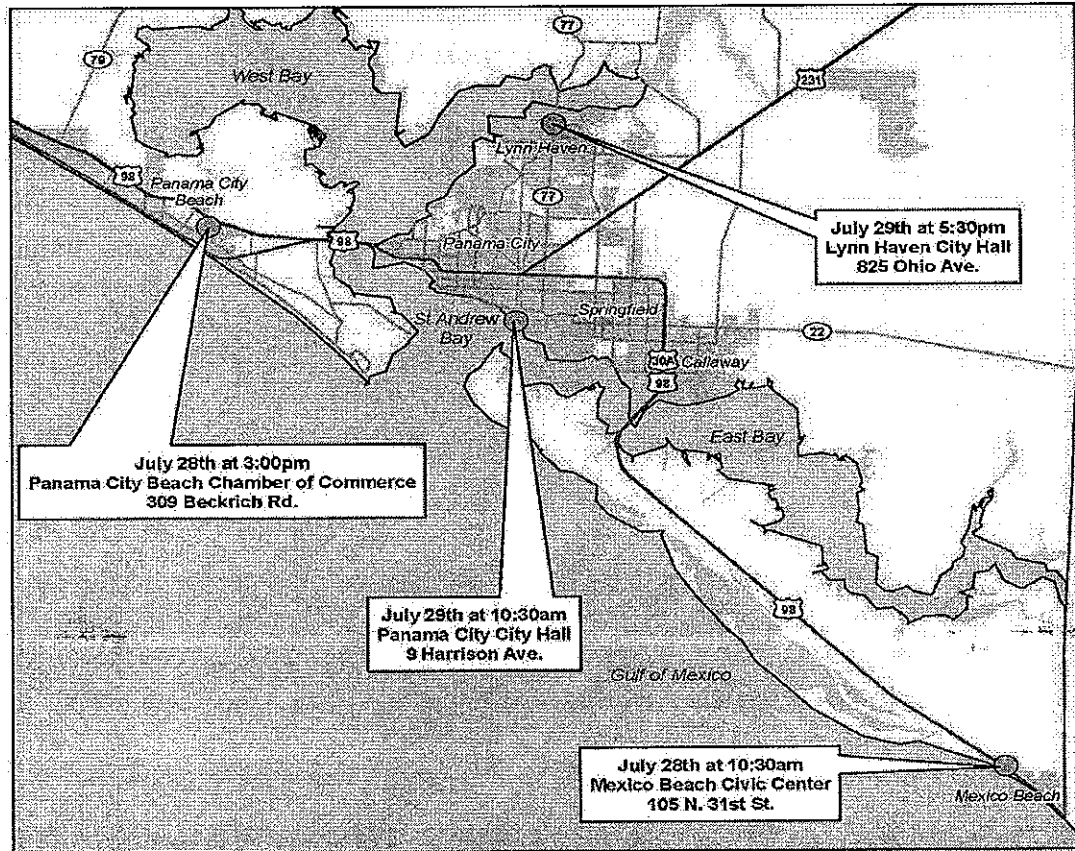 77
79
West Bay
231
Lynn Haven
98
Panama City
Beach
77
July 29th at 5:30pm
Lynn Haven City Hall
825 Ohio Ave.
98
Panama City
Springfield
St Andrew
Bay
22
30A
Callaway
98
East Bay
July 28th at 3:00pm
Panama City Beach Chamber of Commerce
309 Beckrich Rd.
July 29th at 10:30am
Panama City City Hall
9 Harrison Ave.
98
Gulf of Mexico
July 28th at 10:30am
Mexico Beach Civic Center
105 N. 31st St.
Mexico Beach